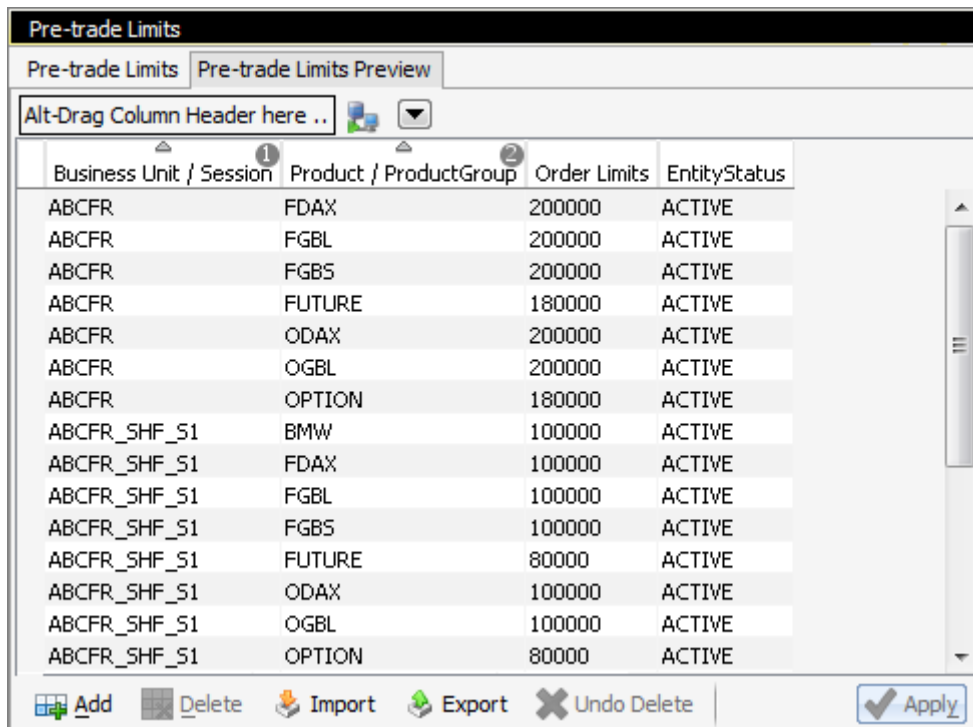 Pre-trade Limits
Pre-trade Limits Pre-trade Limits Preview
Alt-Drag Column Header here ..
1 2
Business Unit / Session Product / ProductGroup Order Limits EntityStatus
ABCFR FDAX 200000 ACTIVE
ABCFR FGBL 200000 ACTIVE
ABCFR FGBS 200000 ACTIVE
ABCFR FUTURE 180000 ACTIVE
ABCFR ODAX 200000 ACTIVE
ABCFR OGBL 200000 ACTIVE
ABCFR OPTION 180000 ACTIVE
ABCFR_SHF_S1 BMW 100000 ACTIVE
ABCFR_SHF_S1 FDAX 100000 ACTIVE
ABCFR_SHF_S1 FGBL 100000 ACTIVE
ABCFR_SHF_S1 FGBS 100000 ACTIVE
ABCFR_SHF_S1 FUTURE 80000 ACTIVE
ABCFR_SHF_S1 ODAX 100000 ACTIVE
ABCFR_SHF_S1 OGBL 100000 ACTIVE
ABCFR_SHF_S1 OPTION 80000 ACTIVE
Add Delete Import Export Undo Delete Apply